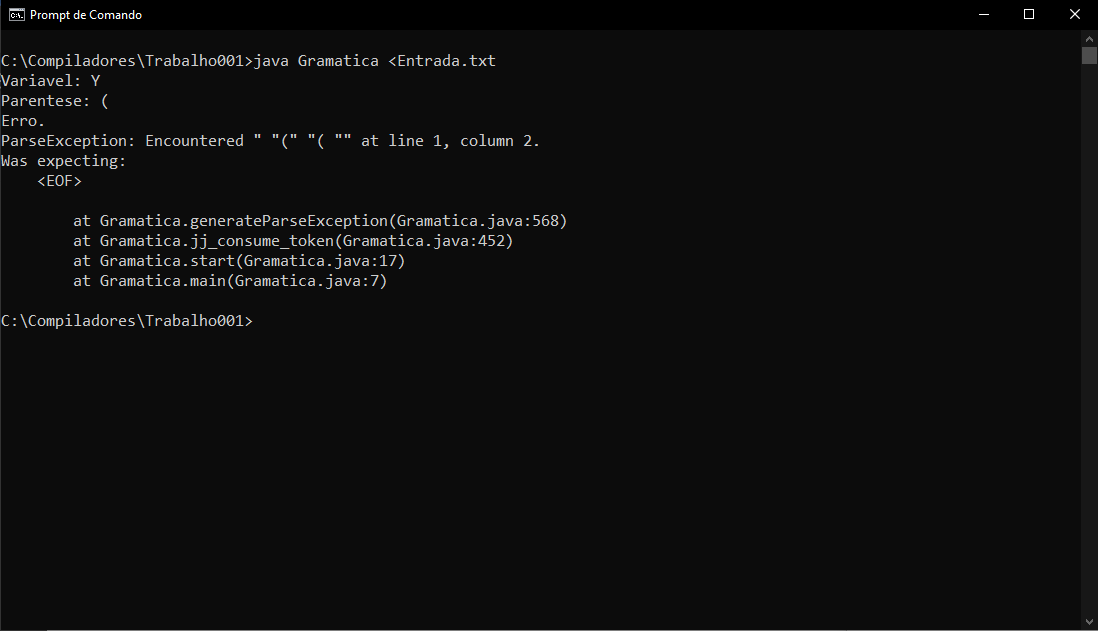 Prompt de Comando
C:\Compiladores\Trabalho001>java Gramatica <Entrada.txt
Variavel: Y
Parentese: (
Erro.
ParseException: Encountered " "(" "( "" at line 1, column 2.
Was expecting:
    <EOF>
        at Gramatica.generateParseException(Gramatica.java:568)
        at Gramatica.jj_consume_token(Gramatica.java:452)
        at Gramatica.start(Gramatica.java:17)
        at Gramatica.main(Gramatica.java:7)
C:\Compiladores\Trabalho001>